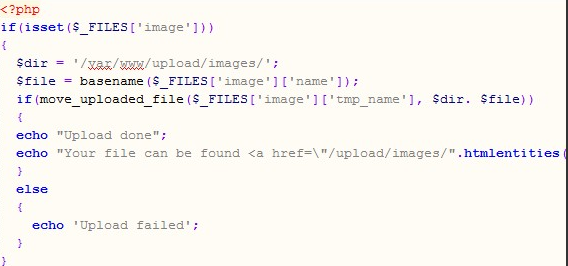 <?php
if(isset($_FILES['image']))
{
$dir = '/var/www/upload/images/';
$file = basename($_FILES['image']['name']);
if(move_uploaded_file($_FILES['image']['tmp_name'], $dir. $file))
{
echo "Upload done";
echo "Your file can be found <a href=\"/upload/images/".htmlentities(
}
else
{
echo 'Upload failed';
}
}